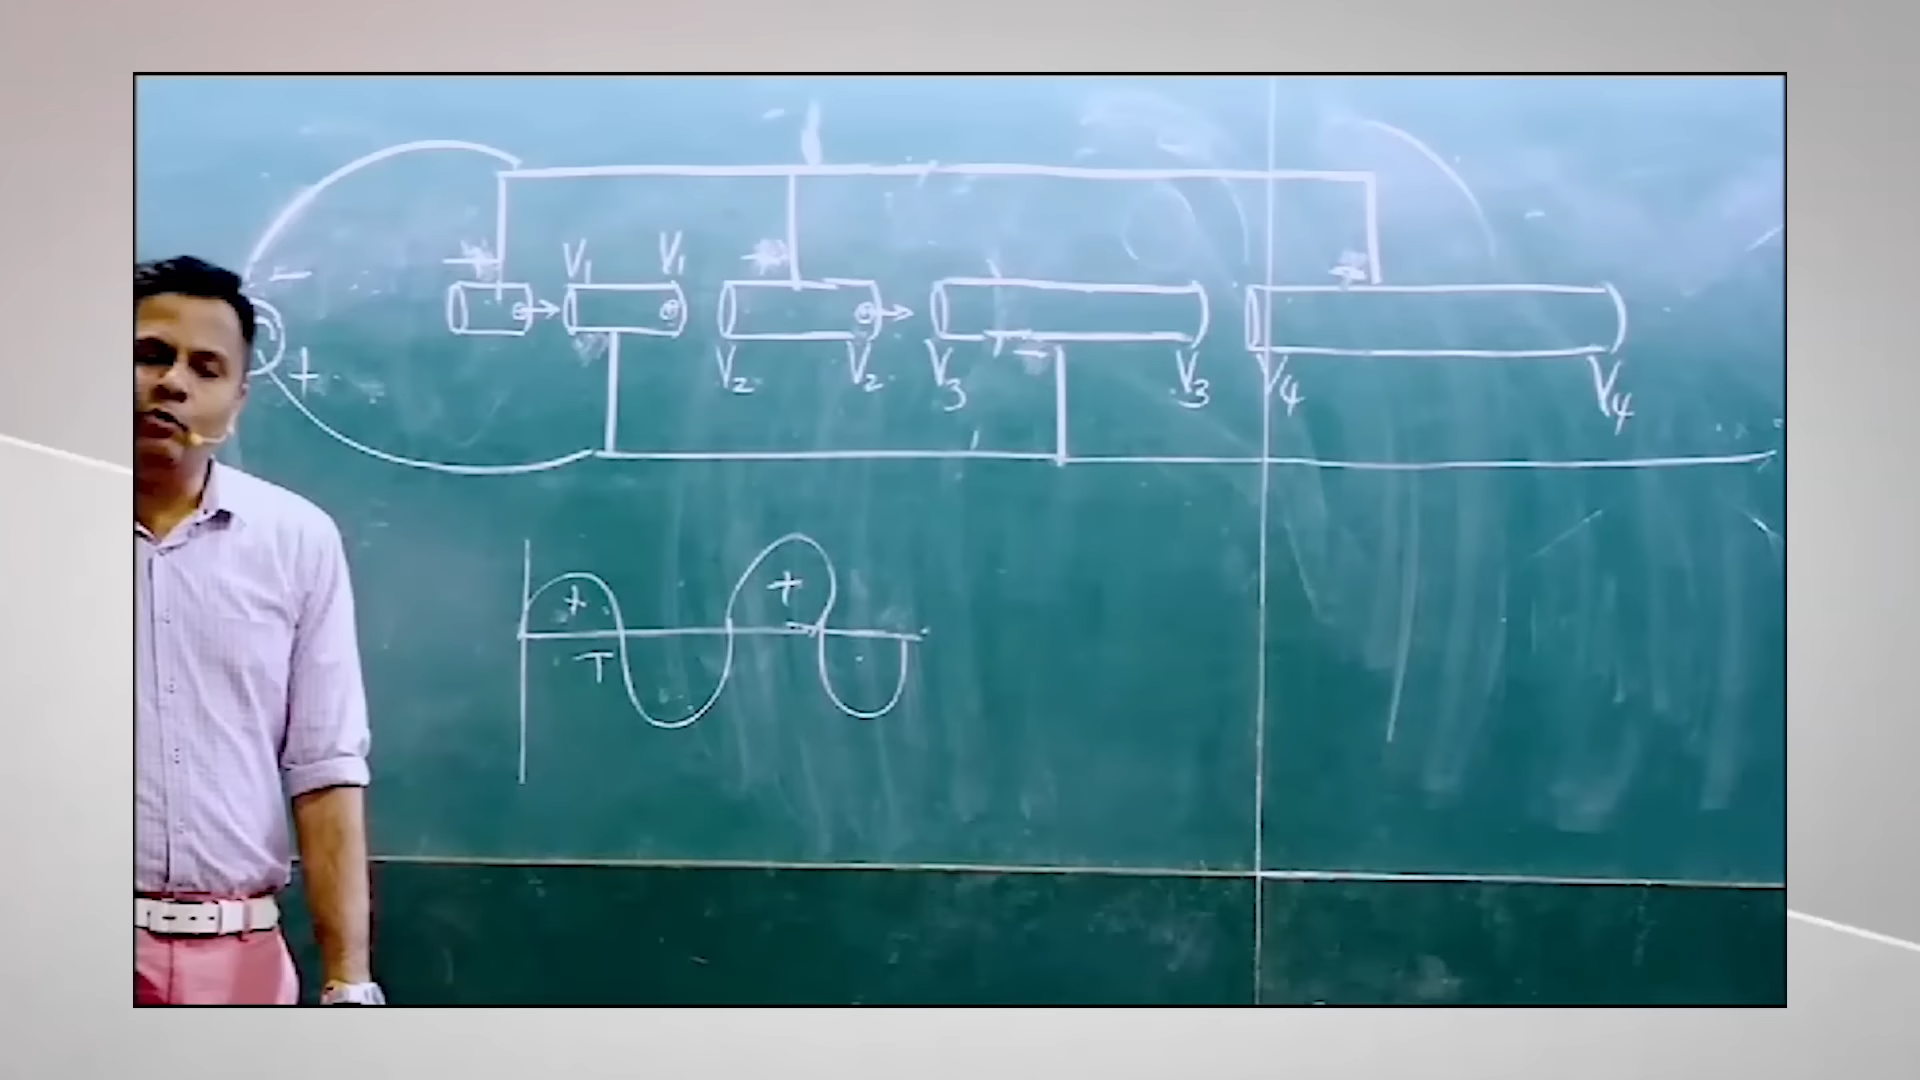 V₁ V₁
−
+
V₂ V₂ V₃ V₃ V₄ V₄
+ +
T